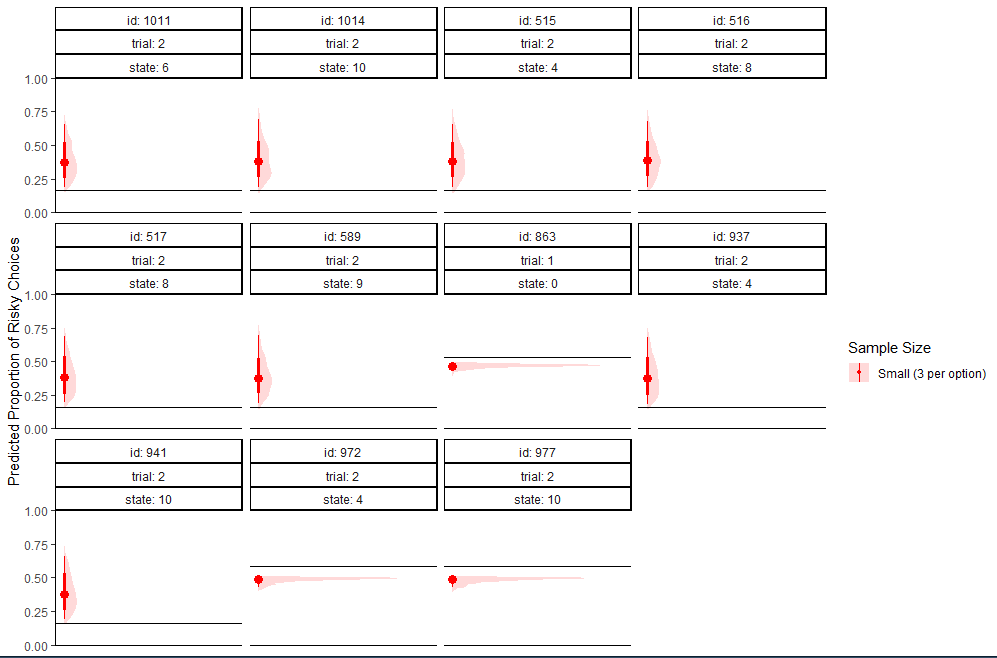 id: 1011
id: 1014
id: 515
id: 516
trial: 2
trial: 2
trial: 2
trial: 2
state: 6
state: 10
state: 4
state: 8
1.00
0.75
0.50
0.25
0.00
id: 517
id: 589
id: 863
id: 937
trial: 2
trial: 2
trial: 1
trial: 2
state: 8
state: 9
state: 0
state: 4
1.00
0.75
0.50
0.25
0.00
id: 941
id: 972
id: 977
trial: 2
trial: 2
trial: 2
state: 10
state: 4
state: 10
1.00
0.75
0.50
0.25
0.00
Predicted Proportion of Risky Choices
Sample Size
Small (3 per option)